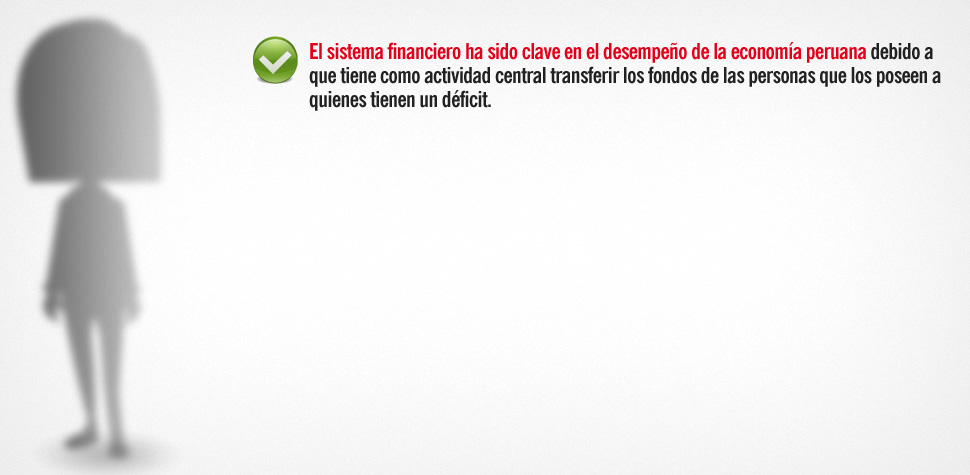 El sistema financiero ha sido clave en el desempeño de la economía peruana debido a
que tiene como actividad central transferir los fondos de las personas que los poseen a
quienes tienen un déficit.